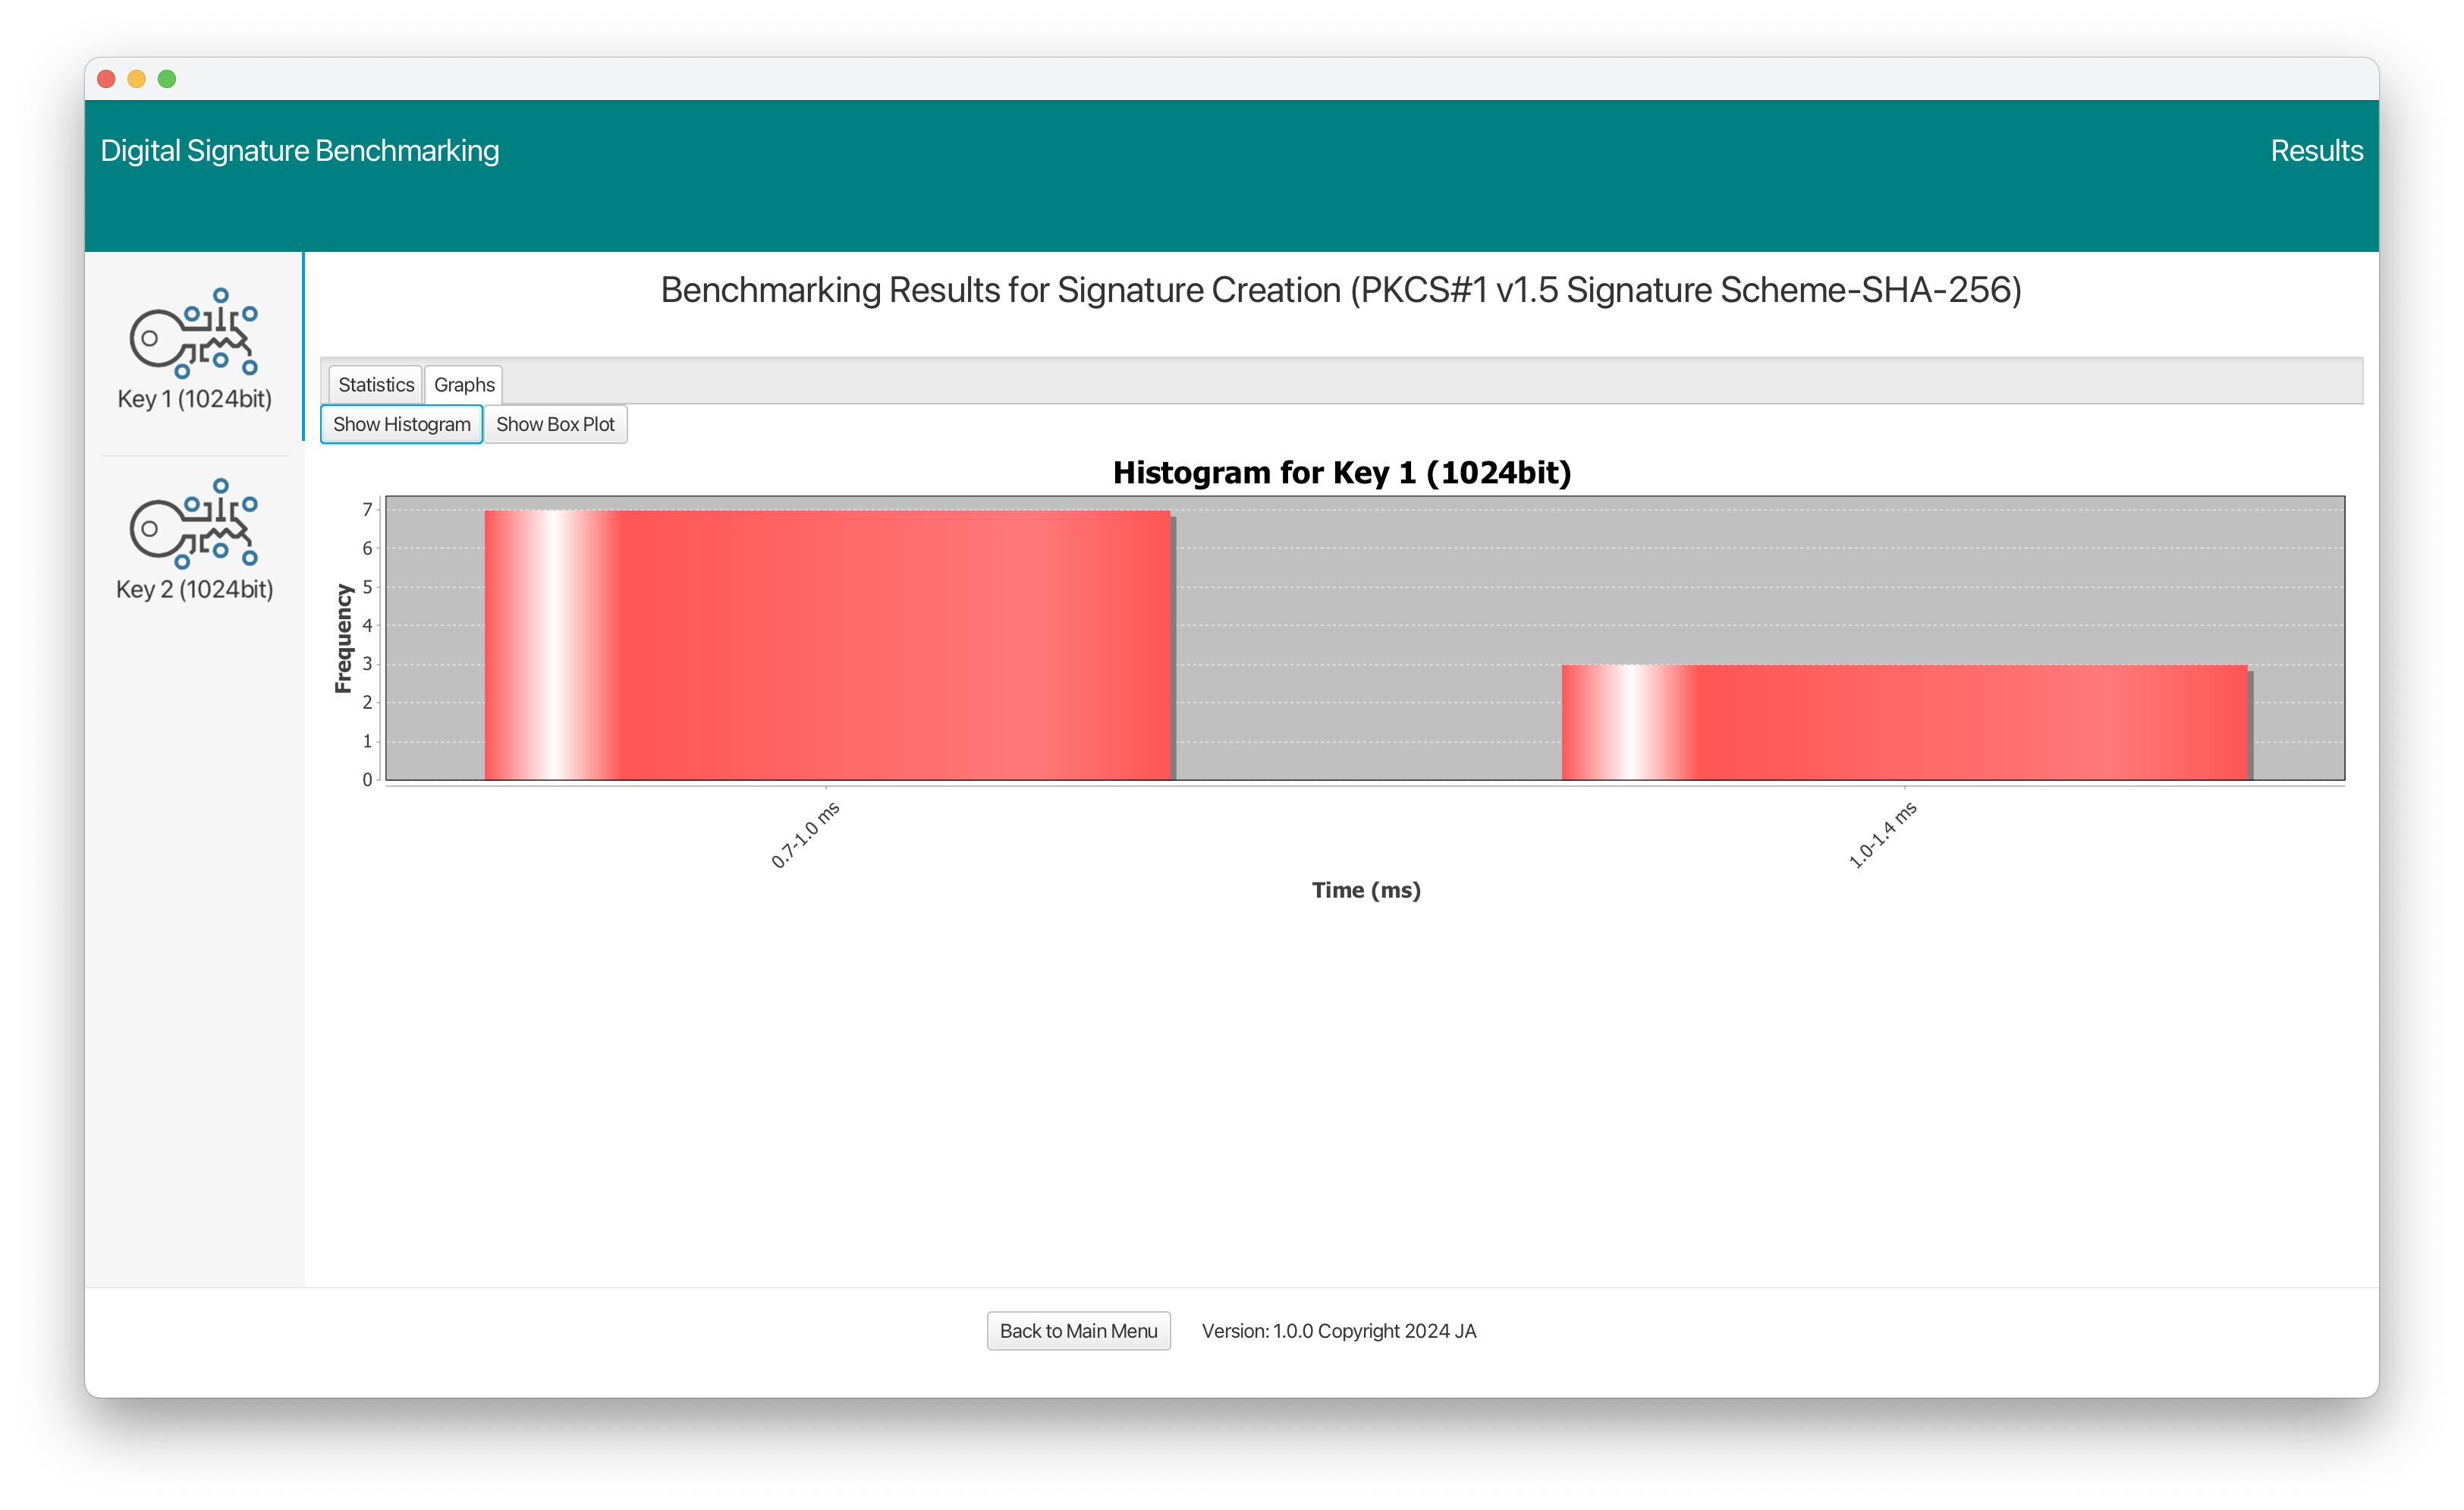 Digital Signature Benchmarking
Results
Key 1 (1024bit)
Key 2 (1024bit)
Benchmarking Results for Signature Creation (PKCS#1 v1.5 Signature Scheme-SHA-256)
Statistics
Graphs
Show Histogram
Show Box Plot
Histogram for Key 1 (1024bit)
Frequency
7
6
5
4
3
2
1
0
0.7-1.0 ms
1.0-1.4 ms
Time (ms)
Back to Main Menu
Version: 1.0.0 Copyright 2024 JA